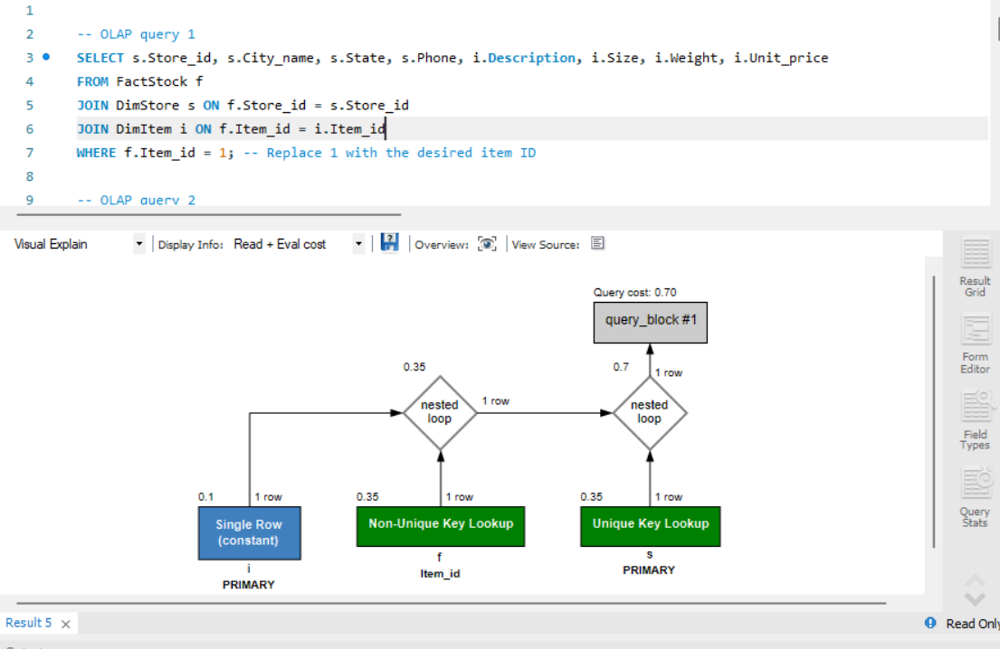 1
2 -- OLAP query 1
3 SELECT s.Store_id, s.City_name, s.State, s.Phone, i.Description, i.Size, i.Weight, i.Unit_price
4 FROM FactStock f
5 JOIN DimStore s ON f.Store_id = s.Store_id
6 JOIN DimItem i ON f.Item_id = i.Item_id
7 WHERE f.Item_id = 1; -- Replace 1 with the desired item ID
8
9 -- OLAP query 2
Visual Explain Display Info: Read + Eval cost Overview: View Source:
Result
Grid
Form
Editor
Field
Types
Query
Stats
Query cost: 0.70
query_block #1
0.35
0.7
1 row
nested
loop
1 row
nested
loop
0.1
1 row
0.35
1 row
0.35
1 row
Single Row
(constant)
Non-Unique Key Lookup
Unique Key Lookup
i
PRIMARY
f
Item_id
s
PRIMARY
Result 5
Read Only